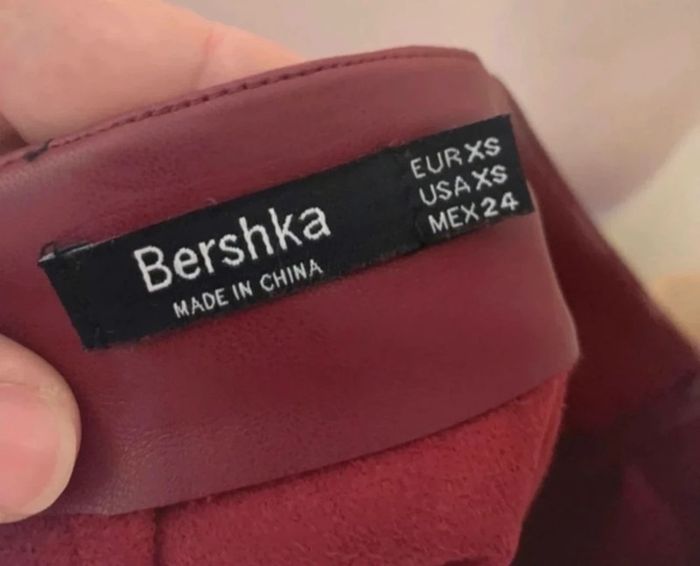 Bershka
MADE IN CHINA
EUR XS
USA XS
MEX 24